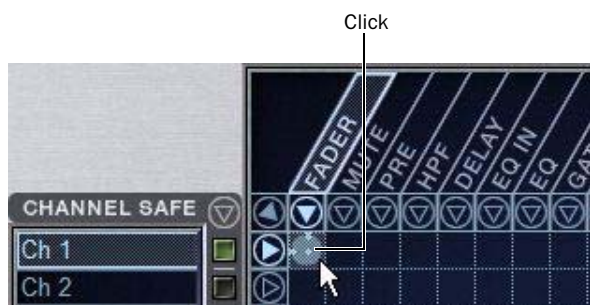 Click
FADER
MUTE
PRE
HPF
DELAY
EQ IN
EQ
CHANNEL SAFE
Ch 1
Ch 2